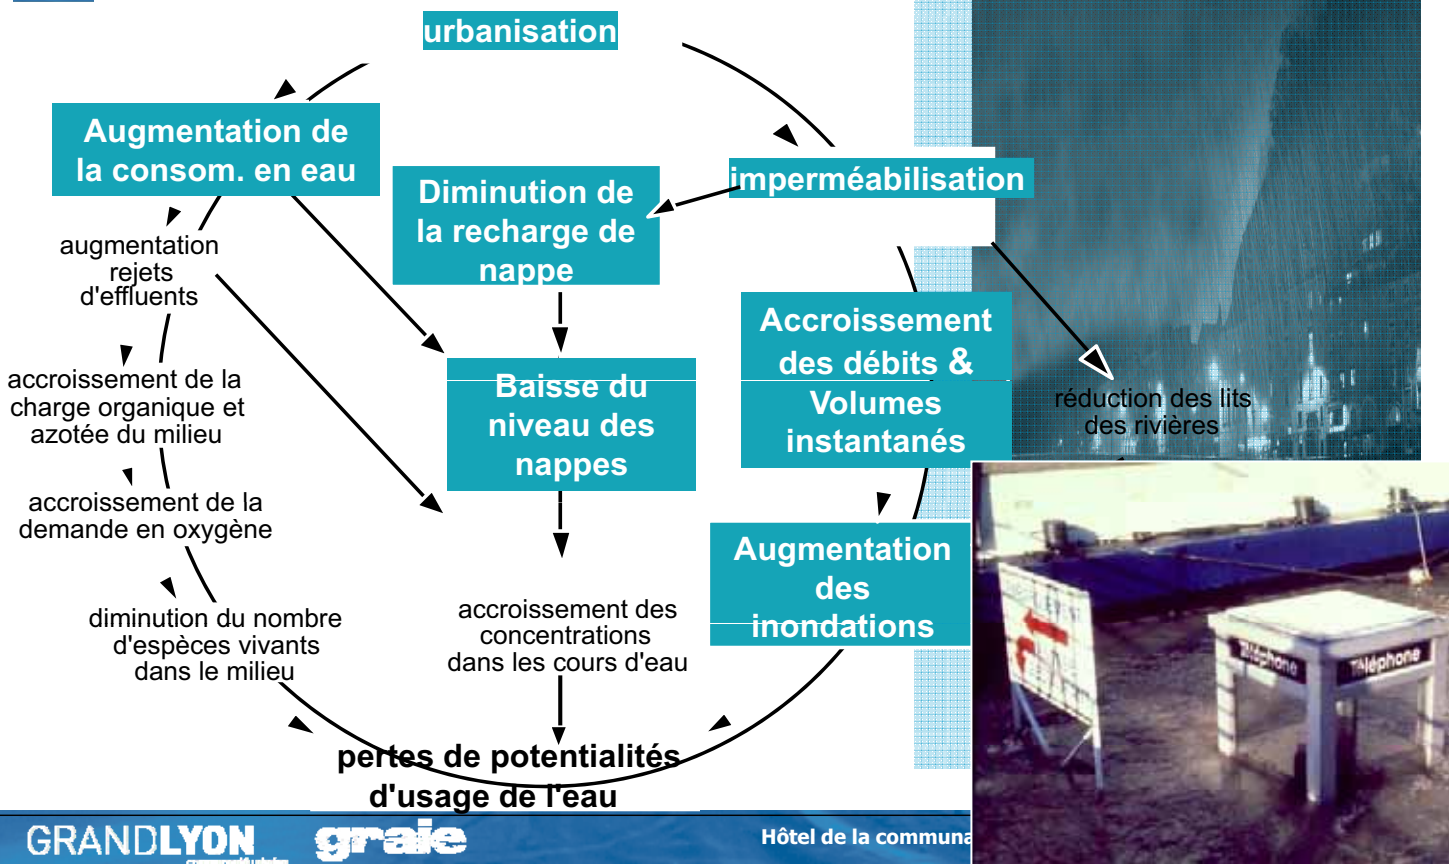 urbanisation
Augmentation de
la consom. en eau
Diminution de
la recharge de
nappe
imperméabilisation
augmentation
rejets
d'effluents
Accroissement
des débits &
Volumes
instantanés
réduction des lits
des rivières
accroissement de la
charge organique et
azotée du milieu
Baisse du
niveau des
nappes
accroissement de la
demande en oxygène
Augmentation
des
inondations
diminution du nombre
d'espèces vivants
dans le milieu
accroissement des
concentrations
dans les cours d'eau
Téléphone
Téléphone
pertes de potentialités
d'usage de l'eau
GRANDLYON
graie
Hôtel de la communa